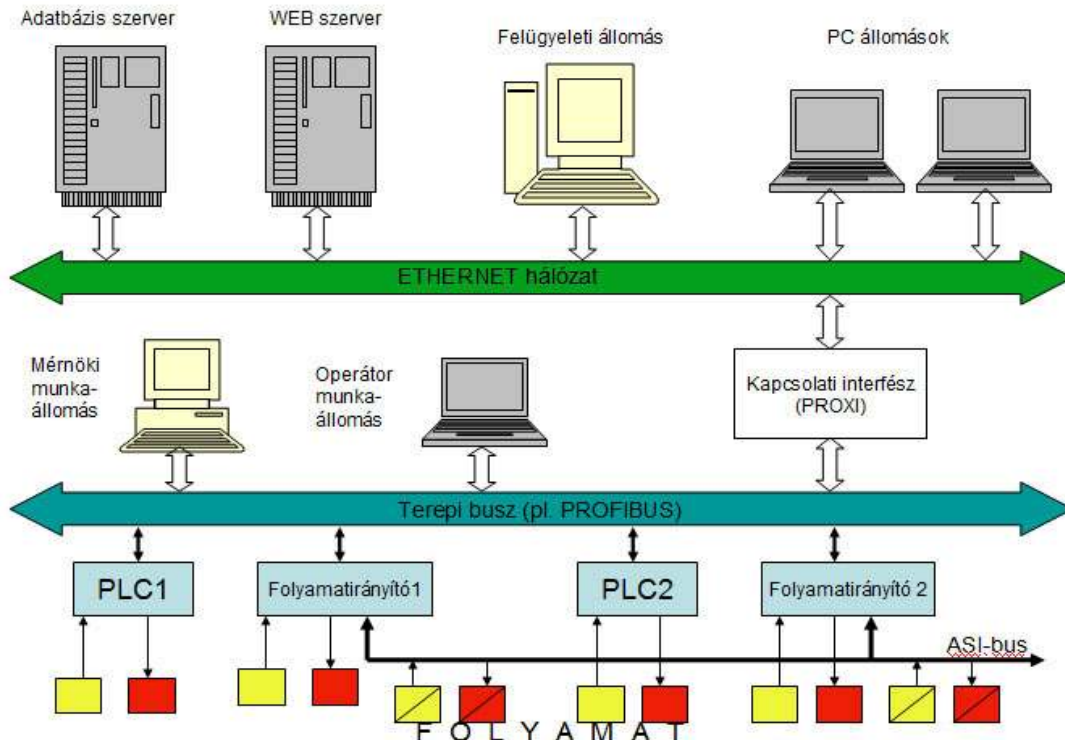 Adatbázis szerver
WEB szerver
Felügyeleti állomás
PC állomások
ETHERNET hálózat
Mérnöki
munka-
állomás
Operátor
munka-
állomás
Kapcsolati interfész
(PROXI)
Terepi busz (pl. PROFIBUS)
PLC1
Folyamatirányító1
PLC2
Folyamatirányító 2
ASI-bus
F O L Y A M A T